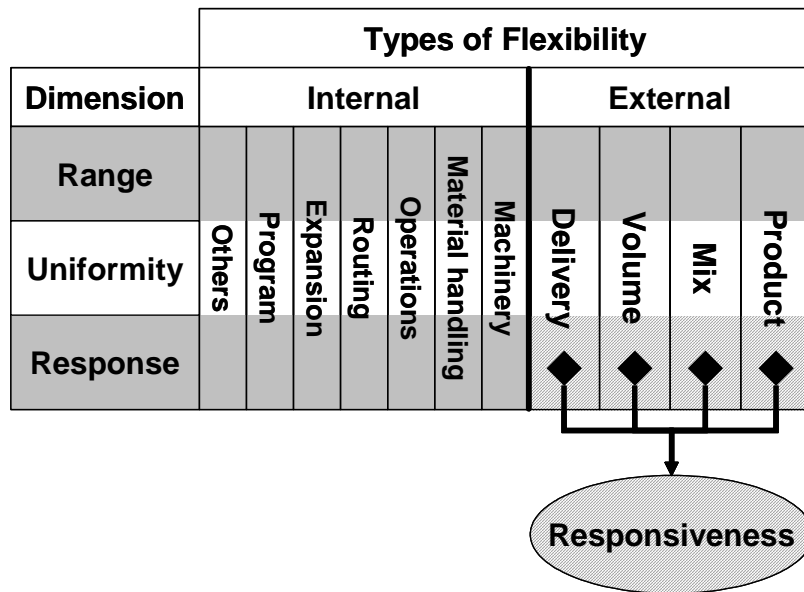 Types of Flexibility
Dimension
Internal
External
Range
Uniformity
Response
Others
Program
Expansion
Routing
Operations
Material handling
Machinery
Delivery
Volume
Mix
Product
Responsiveness